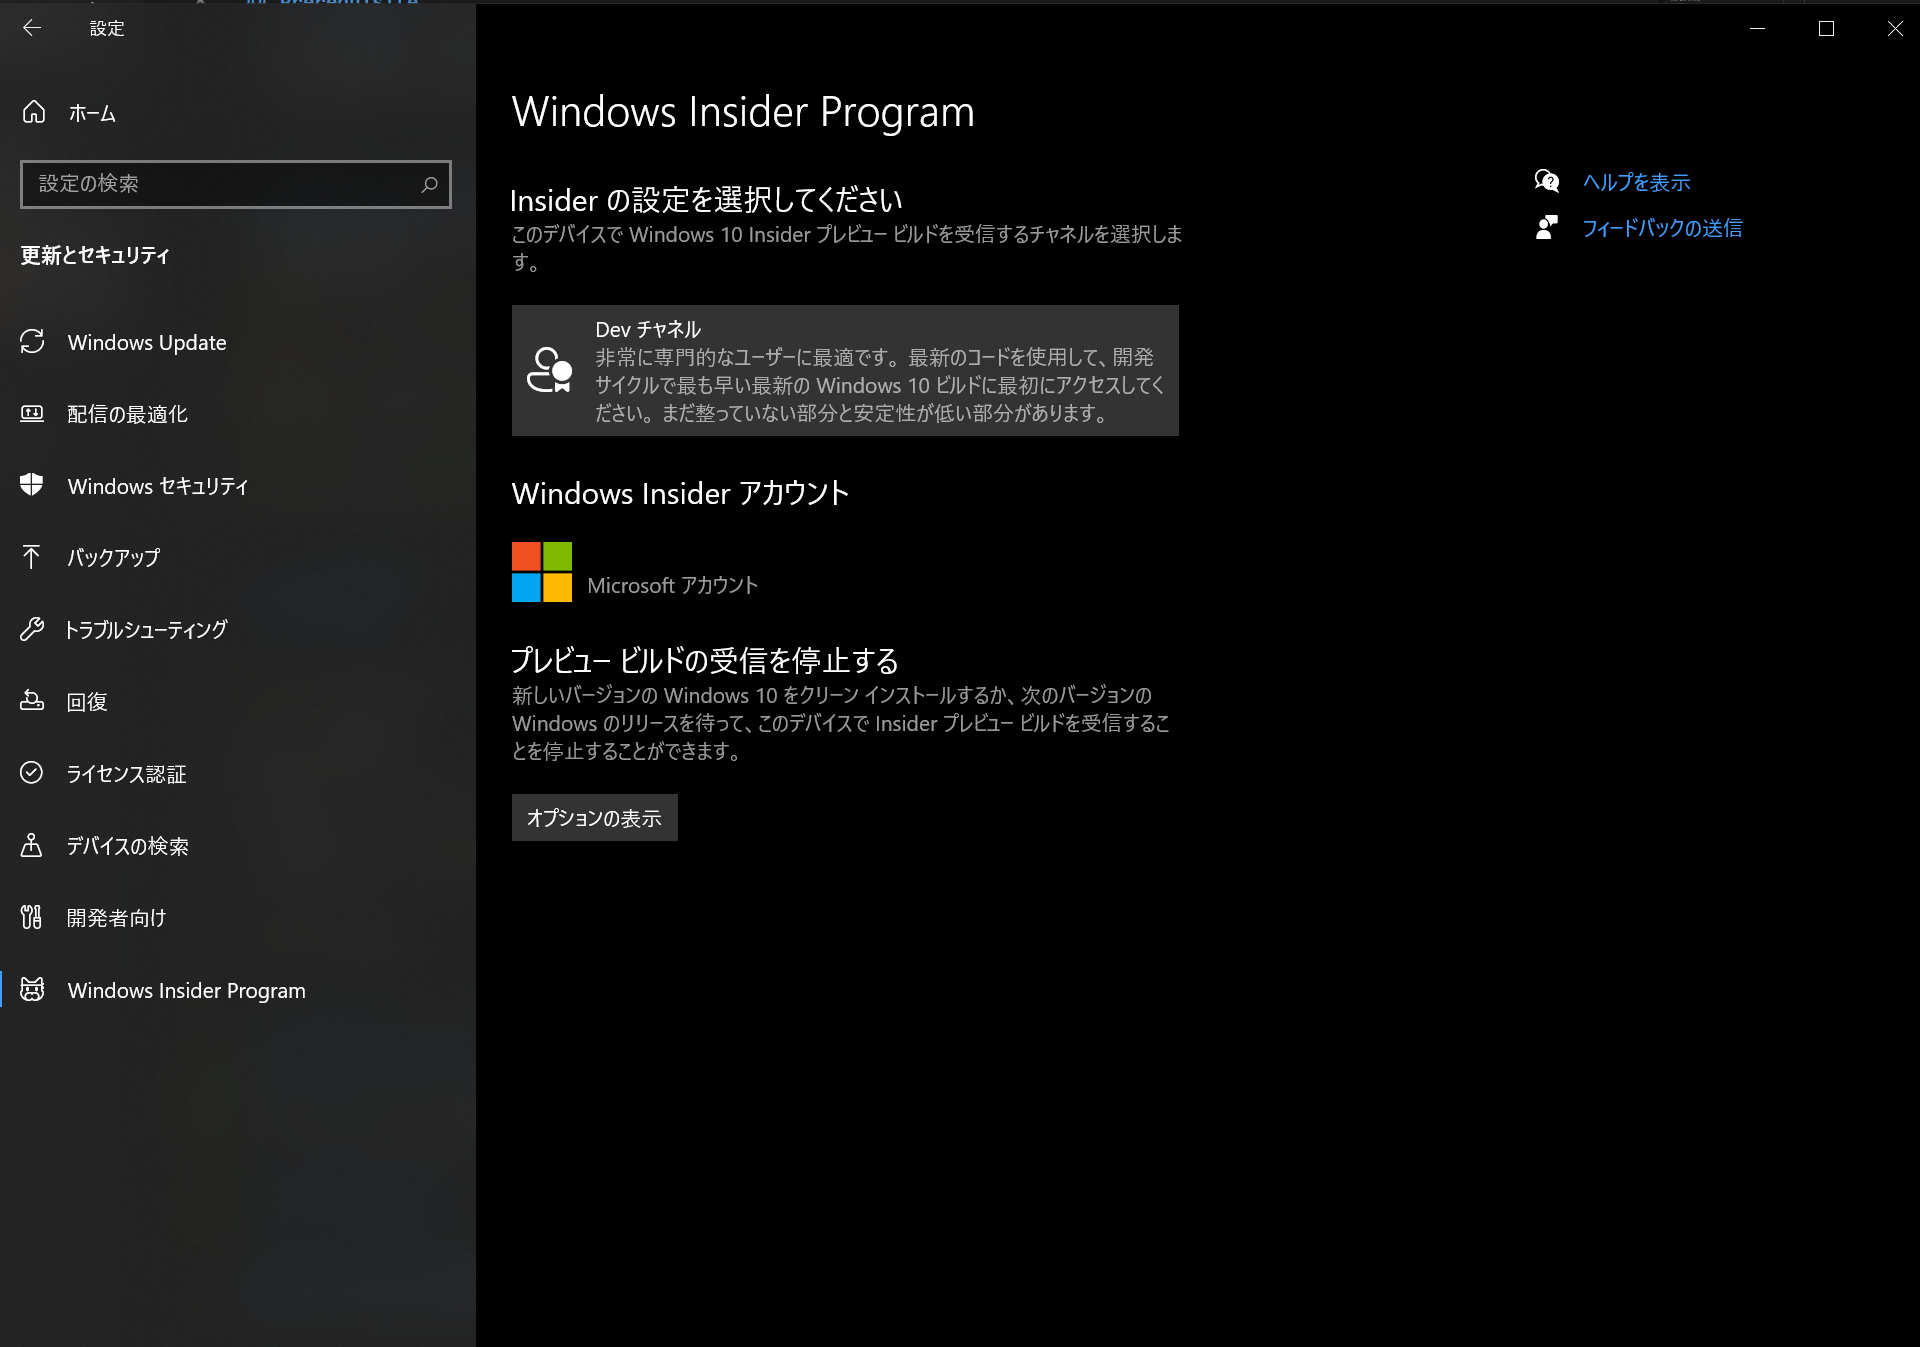 設定
ホーム
設定の検索
更新とセキュリティ
Windows Update
配信の最適化
Windows セキュリティ
バックアップ
トラブルシューティング
回復
ライセンス認証
デバイスの検索
開発者向け
Windows Insider Program
Windows Insider Program
Insider の設定を選択してください
このデバイスで Windows 10 Insider プレビュー ビルドを受信するチャネルを選択しま
す。
Dev チャネル
非常に専門的なユーザーに最適です。最新のコードを使用して、開発
サイクルで最も早い最新の Windows 10 ビルドに最初にアクセスしてく
ださい。まだ整っていない部分と安定性が低い部分があります。
Windows Insider アカウント
Microsoft アカウント
プレビュー ビルドの受信を停止する
新しいバージョンの Windows 10 をクリーン インストールするか、次のバージョンの
Windows のリリースを待って、このデバイスで Insider プレビュー ビルドを受信するこ
とを停止することができます。
オプションの表示
ヘルプを表示
フィードバックの送信